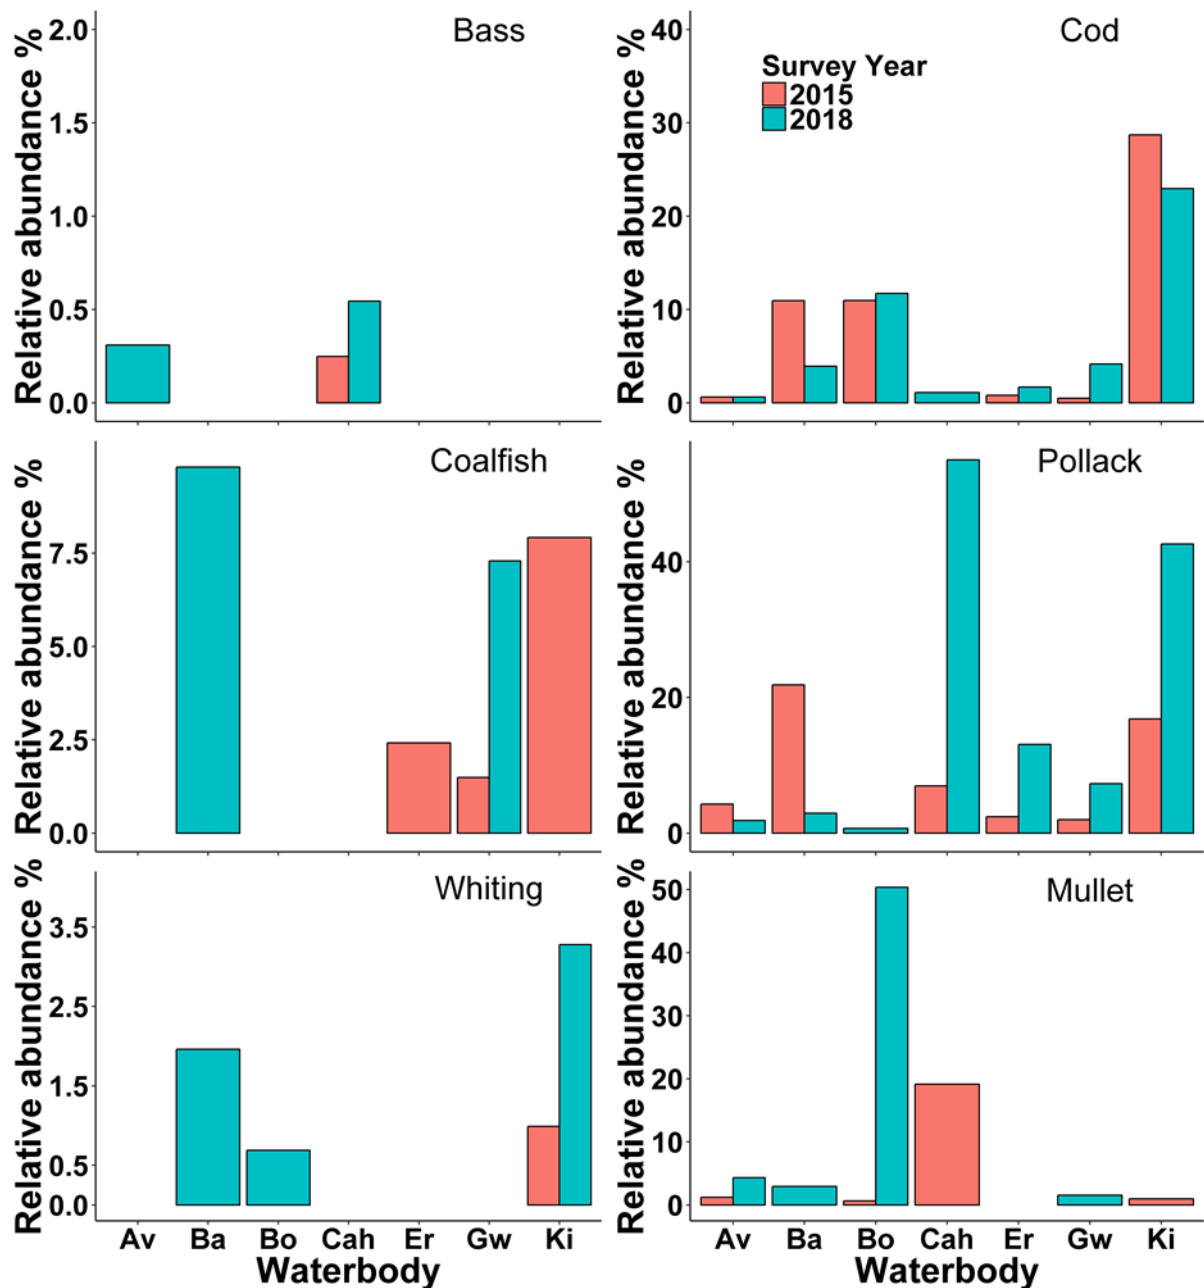 Bass
Relative abundance %
2.0
1.5
1.0
0.5
0.0
Cod
Survey Year
2015
2018
Relative abundance %
40
30
20
10
0
Coalfish
Relative abundance %
7.5
5.0
2.5
0.0
Pollack
Relative abundance %
40
20
0
Whiting
Relative abundance %
3.5
2.5
1.5
0.5
0.0
Av Ba Bo Cah Er Gw Ki
Waterbody
Mullet
Relative abundance %
50
40
30
20
10
0
Av Ba Bo Cah Er Gw Ki
Waterbody